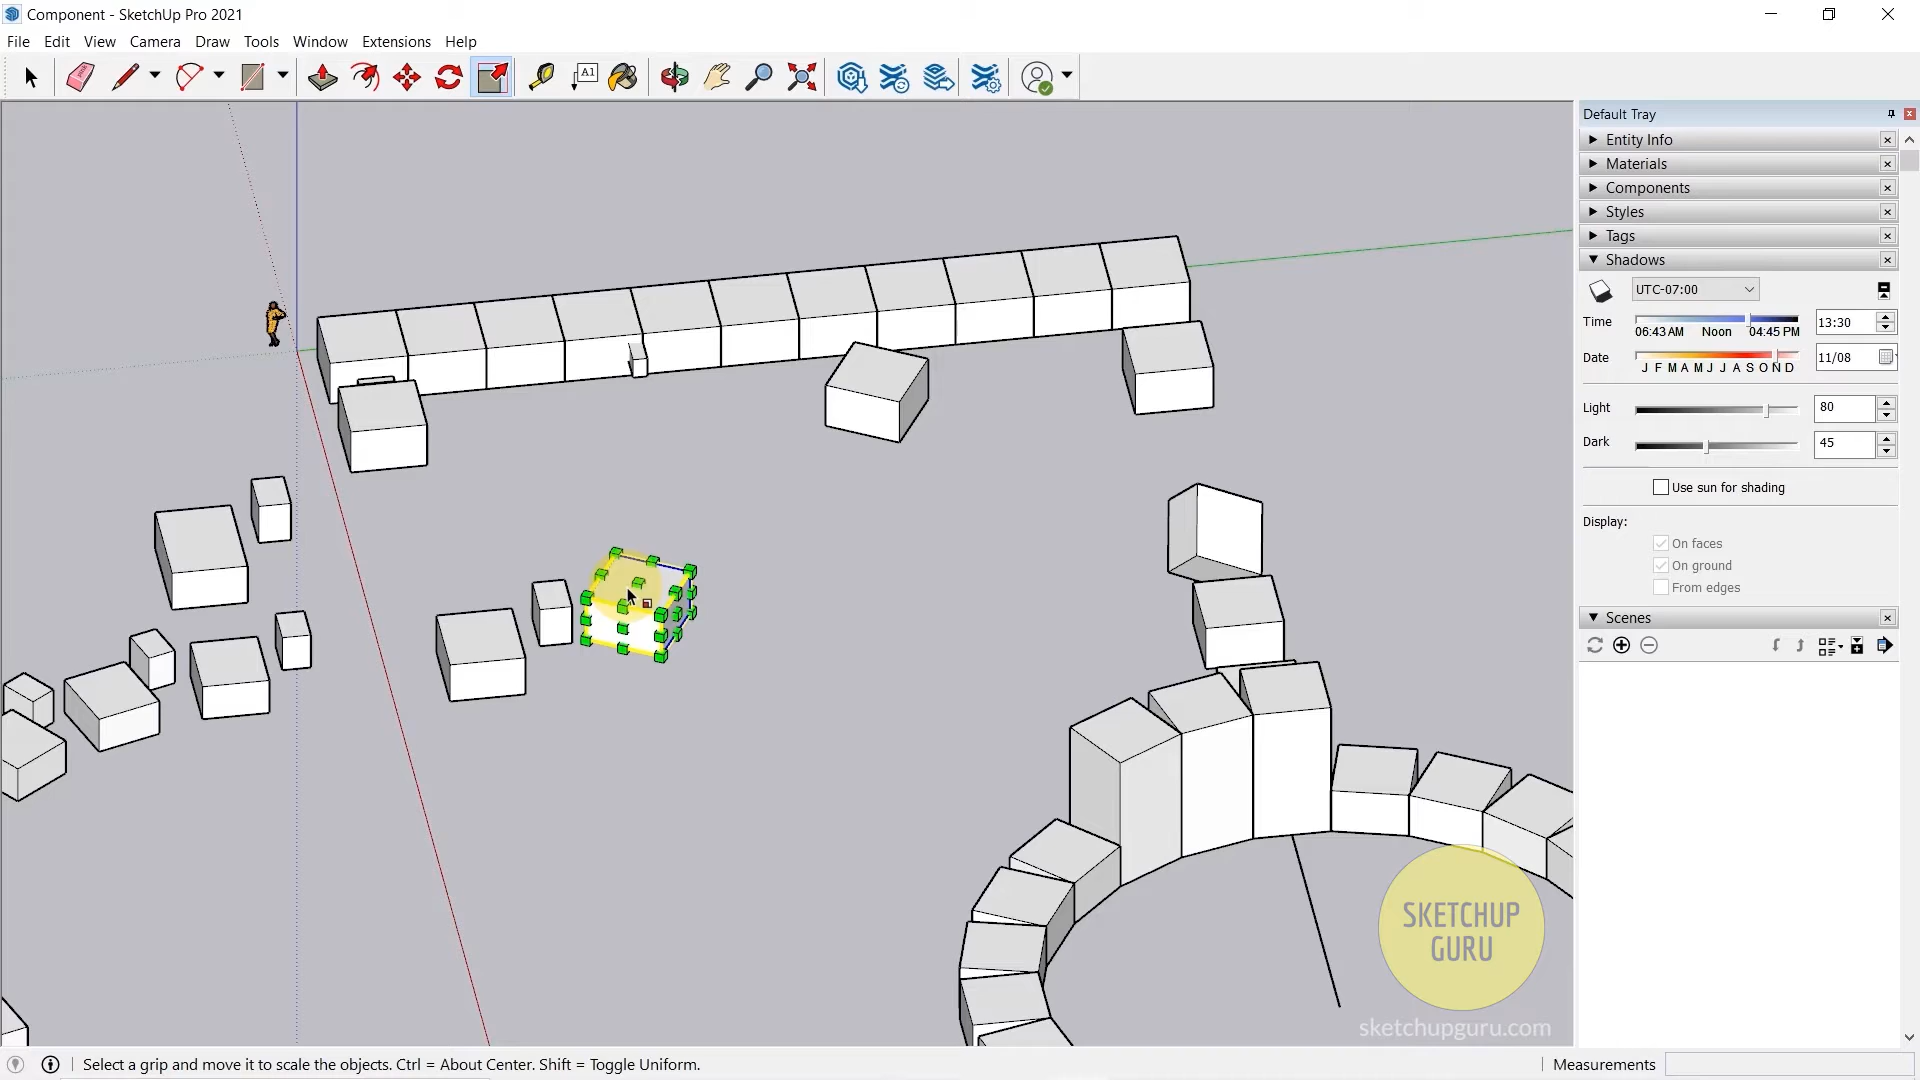 Component - SketchUp Pro 2021
File Edit View Camera Draw Tools Window Extensions Help
A1
Default Tray
Entity Info
Materials
Components
Styles
Tags
Shadows
UTC-07:00
Time
06:43 AM Noon 04:45 PM
13:30
Date
J F M A M J J A S O N D
11/08
Light
80
Dark
45
Use sun for shading
Display:
On faces
On ground
From edges
Scenes
SKETCHUP
GURU
sketchupguru.com
Select a grip and move it to scale the objects. Ctrl = About Center. Shift = Toggle Uniform.
Measurements